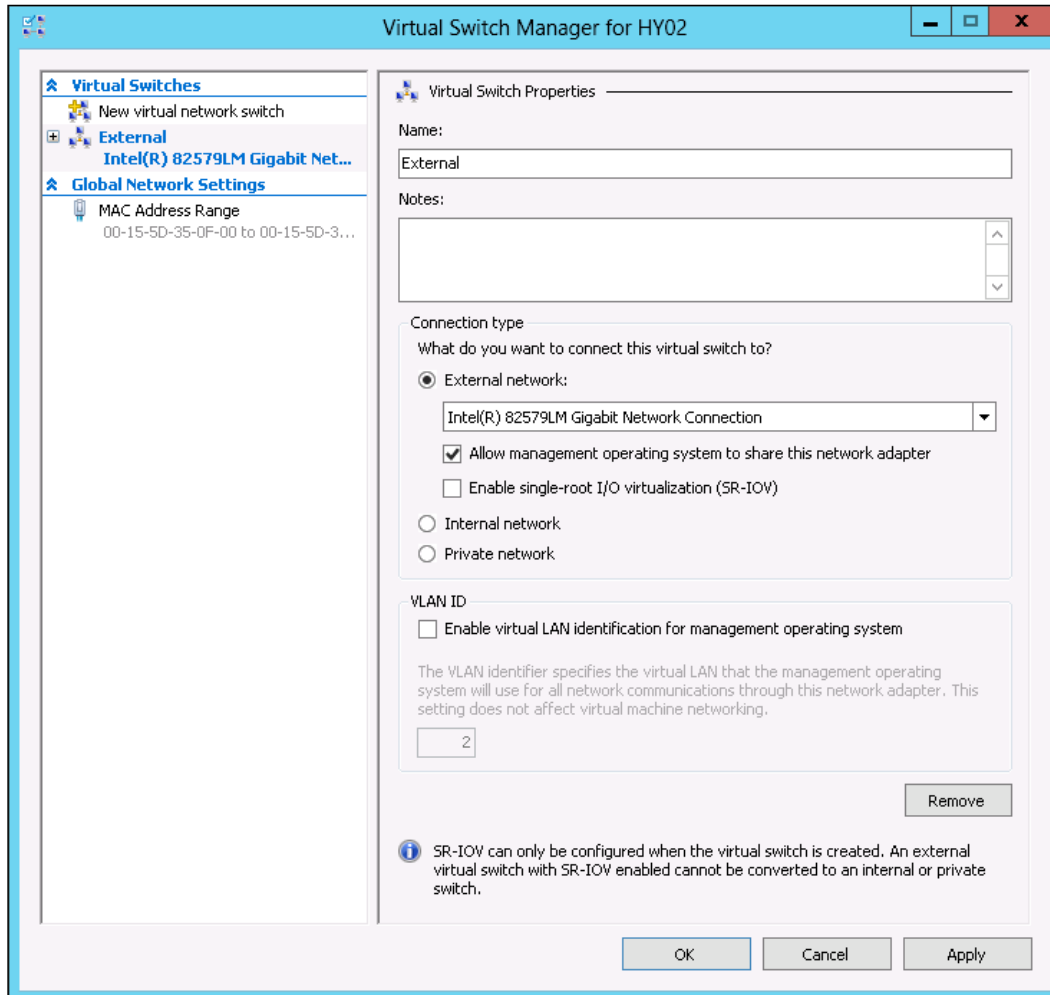 Virtual Switch Manager for HY02
Virtual Switches
New virtual network switch
External
Intel(R) 82579LM Gigabit Net...
Global Network Settings
MAC Address Range
00-15-5D-35-0F-00 to 00-15-5D-3...
Virtual Switch Properties
Name:
External
Notes:
Connection type
What do you want to connect this virtual switch to?
External network:
Intel(R) 82579LM Gigabit Network Connection
Allow management operating system to share this network adapter
Enable single-root I/O virtualization (SR-IOV)
Internal network
Private network
VLAN ID
Enable virtual LAN identification for management operating system
The VLAN identifier specifies the virtual LAN that the management operating
system will use for all network communications through this network adapter. This
setting does not affect virtual machine networking.
2
Remove
SR-IOV can only be configured when the virtual switch is created. An external
virtual switch with SR-IOV enabled cannot be converted to an internal or private
switch.
OK
Cancel
Apply